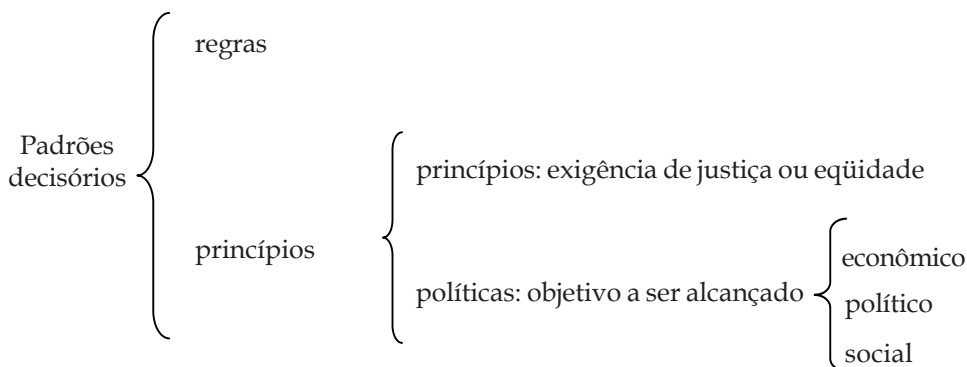 regras
Padrões
decisórios
princípios: exigência de justiça ou eqüidade
princípios
econômico
políticas: objetivo a ser alcançado
político
social